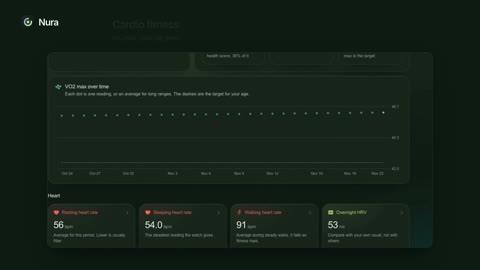 Nura
Cardio fitness
health score, 30% of it
max is the target
VO2 max over time
Each dot is one reading, or an average for long ranges. The dashes are the target for your age.
Oct 24
Oct 27
Nov 3
Nov 6
Nov 9
Nov 12
Nov 16
Nov 19
Nov 22
Heart
Resting heart rate
Sleeping heart rate
Walking heart rate
Overnight HRV
56 bpm
54.0 bpm
91 bpm
53 ms
Average for this period. Lower is usually fitter.
The steadiest reading the watch gives.
Average during steady walks. It falls as fitness rises.
Compare with your own usual, not with others.